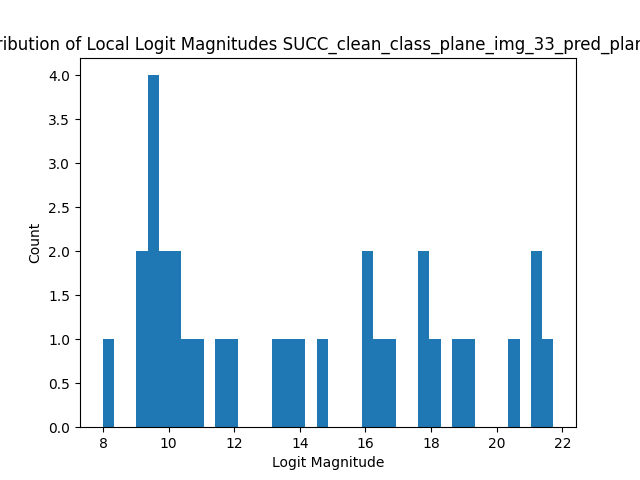 ribution of Local Logit Magnitudes SUCC_clean_class_plane_img_33_pred_plan
4.0
3.5
3.0
2.5
2.0
1.5
1.0
0.5
0.0
Count
8 10 12 14 16 18 20 22
Logit Magnitude